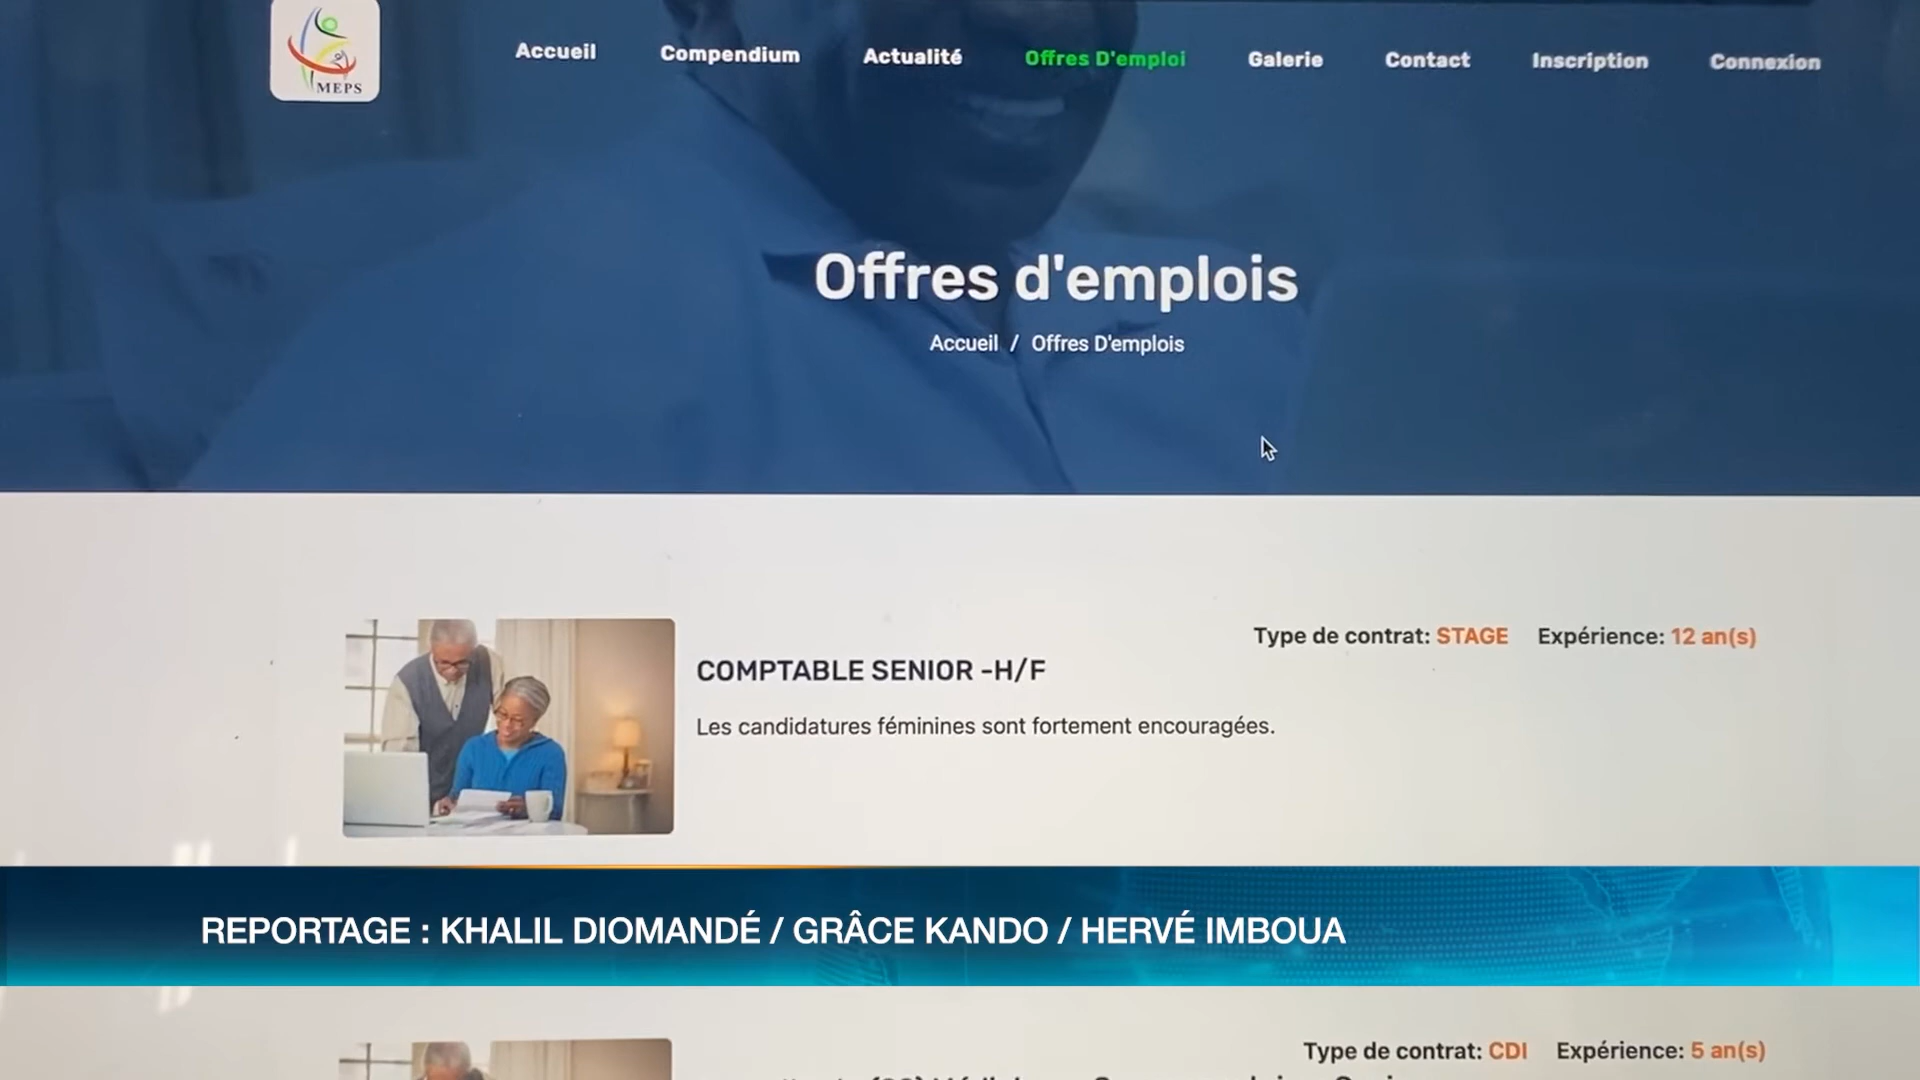 MEPS
Accueil
Compendium
Actualité
Offres D'emploi
Galerie
Contact
Inscription
Connexion
Offres d'emplois
Accueil / Offres D'emplois
Type de contrat: STAGE
Expérience: 12 an(s)
COMPTABLE SENIOR -H/F
Les candidatures féminines sont fortement encouragées.
REPORTAGE : KHALIL DIOMANDÉ / GRÂCE KANDO / HERVÉ IMBOUA
Type de contrat: CDI
Expérience: 5 an(s)